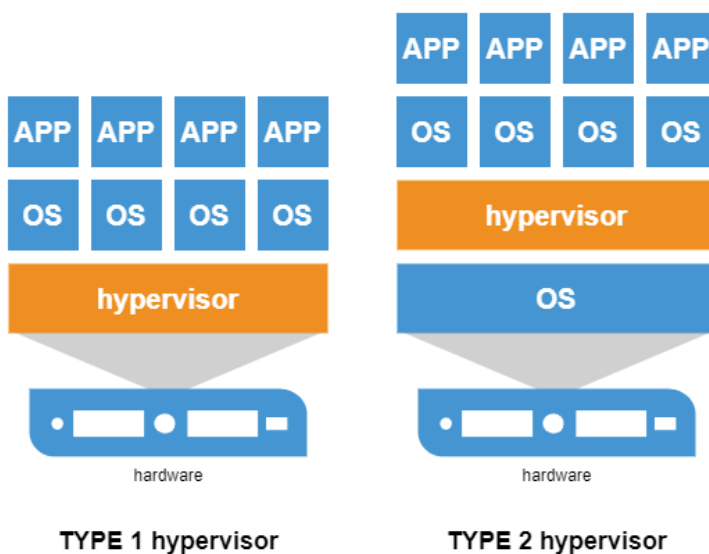 APP APP APP APP
OS OS OS OS
hypervisor
hardware
TYPE 1 hypervisor
APP APP APP APP
OS OS OS OS
hypervisor
OS
hardware
TYPE 2 hypervisor